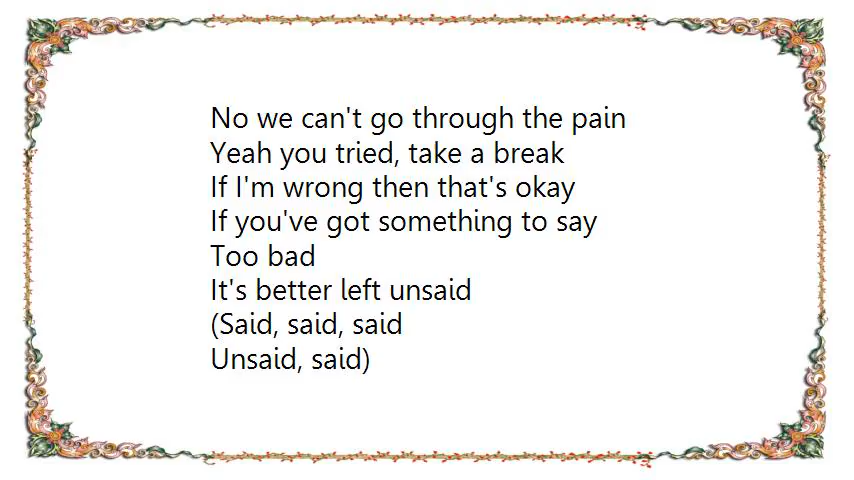 No we can't go through the pain
Yeah you tried, take a break
If I'm wrong then that's okay
If you've got something to say
Too bad
It's better left unsaid
(Said, said, said
Unsaid, said)